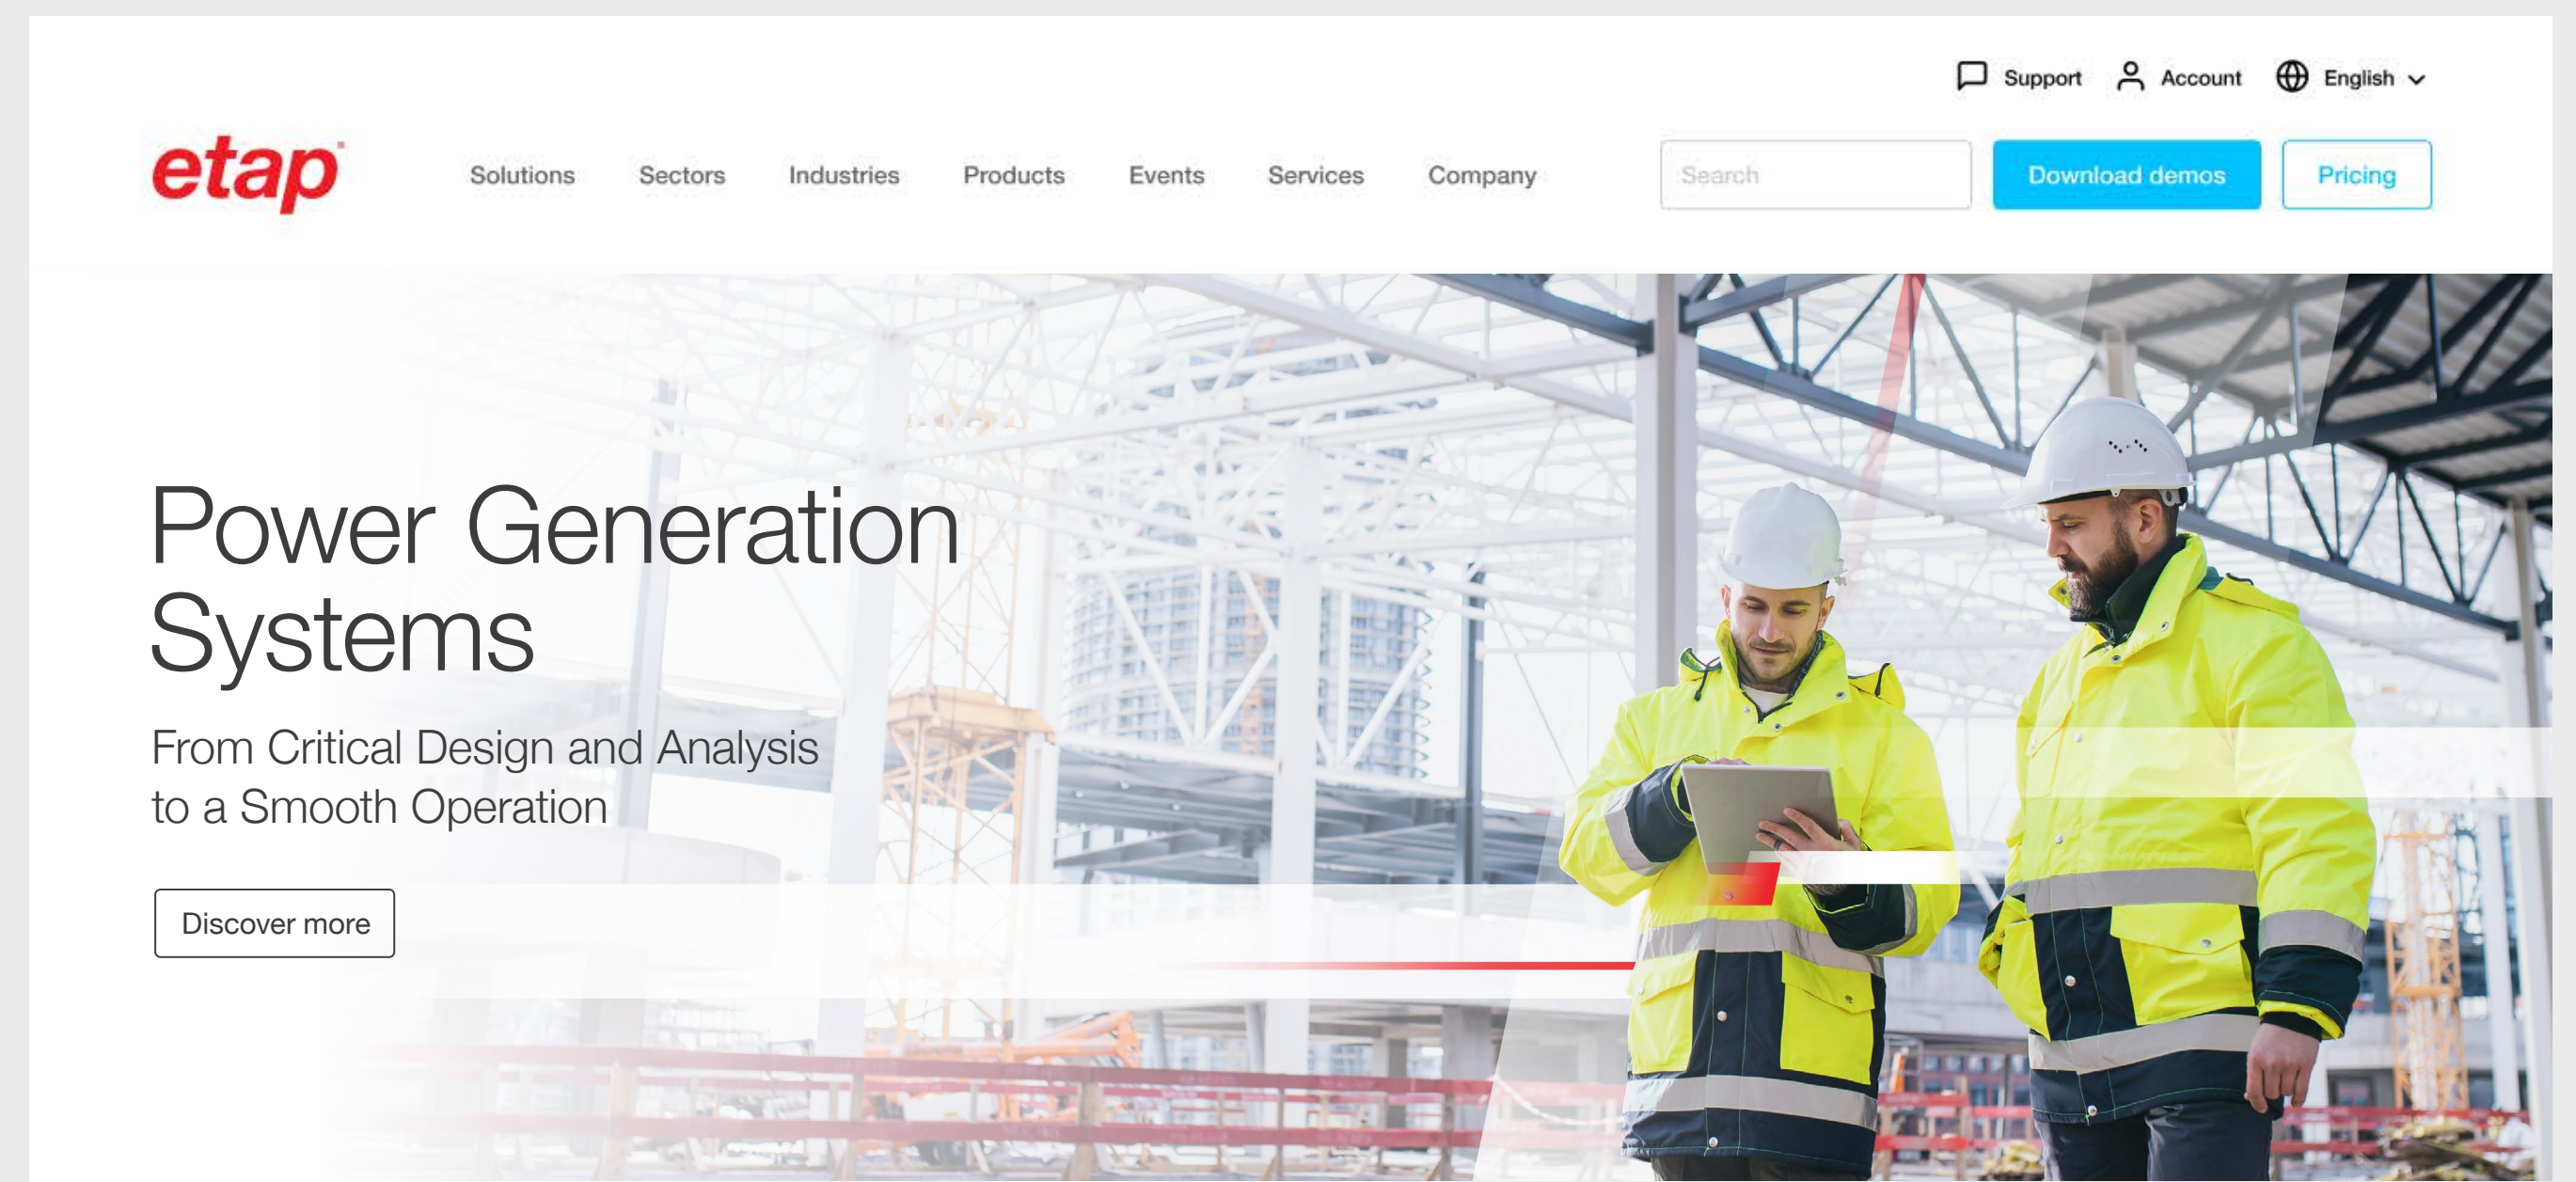 Support Account English
etap
Solutions Sectors Industries Products Events Services Company Search Download demos Pricing
Power Generation
Systems
From Critical Design and Analysis
to a Smooth Operation
Discover more